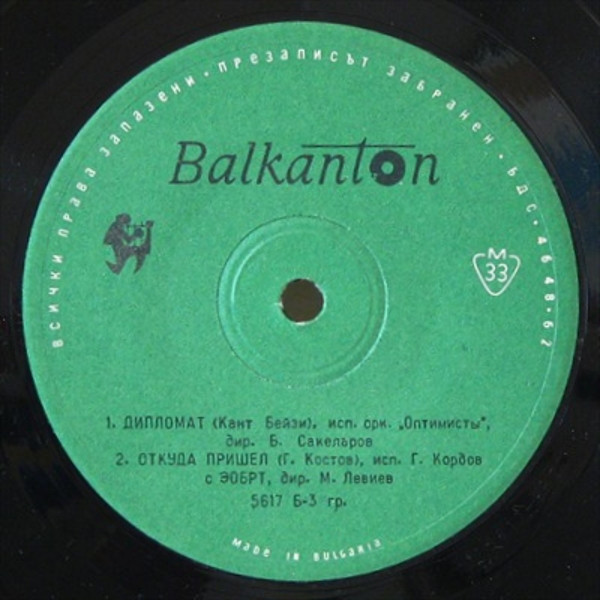 ВСИЧКИ ПРАВА ЗАПАЗЕНИ · ПРЕЗАПИСЪТ ЗАБРАНЕН · БДС · 4648-62
Balkanton
M
33
1. ДИПЛОМАТ (Кант Бейзи), исп. орк. „Оптимисты",
дир. Б. Сакеларов
2. ОТКУДА ПРИШЕЛ (Г. Костов), исп. Г. Кордов
с ЭОБРТ, дир. М. Левиев
5617 Б-3 гр.
Made in Bulgaria